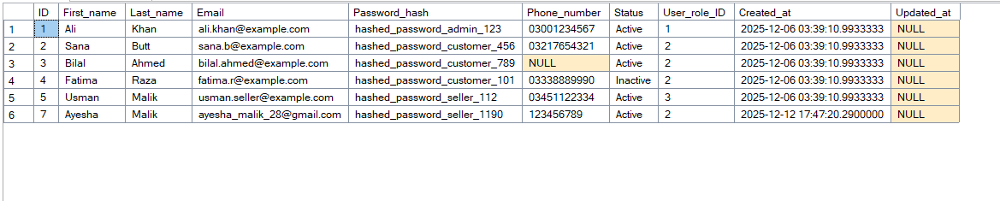 ID First_name Last_name Email Password_hash Phone_number Status User_role_ID Created_at Updated_at
1 1 Ali Khan ali.khan@example.com hashed_password_admin_123 03001234567 Active 1 2025-12-06 03:39:10.9933333 NULL
2 2 Sana Butt sana.b@example.com hashed_password_customer_456 03217654321 Active 2 2025-12-06 03:39:10.9933333 NULL
3 3 Bilal Ahmed bilal.ahmed@example.com hashed_password_customer_789 NULL Active 2 2025-12-06 03:39:10.9933333 NULL
4 4 Fatima Raza fatima.r@example.com hashed_password_customer_101 03338889990 Inactive 2 2025-12-06 03:39:10.9933333 NULL
5 5 Usman Malik usman.seller@example.com hashed_password_seller_112 03451122334 Active 3 2025-12-06 03:39:10.9933333 NULL
6 7 Ayesha Malik ayesha_malik_28@gmail.com hashed_password_seller_1190 123456789 Active 2 2025-12-12 17:47:20.2900000 NULL